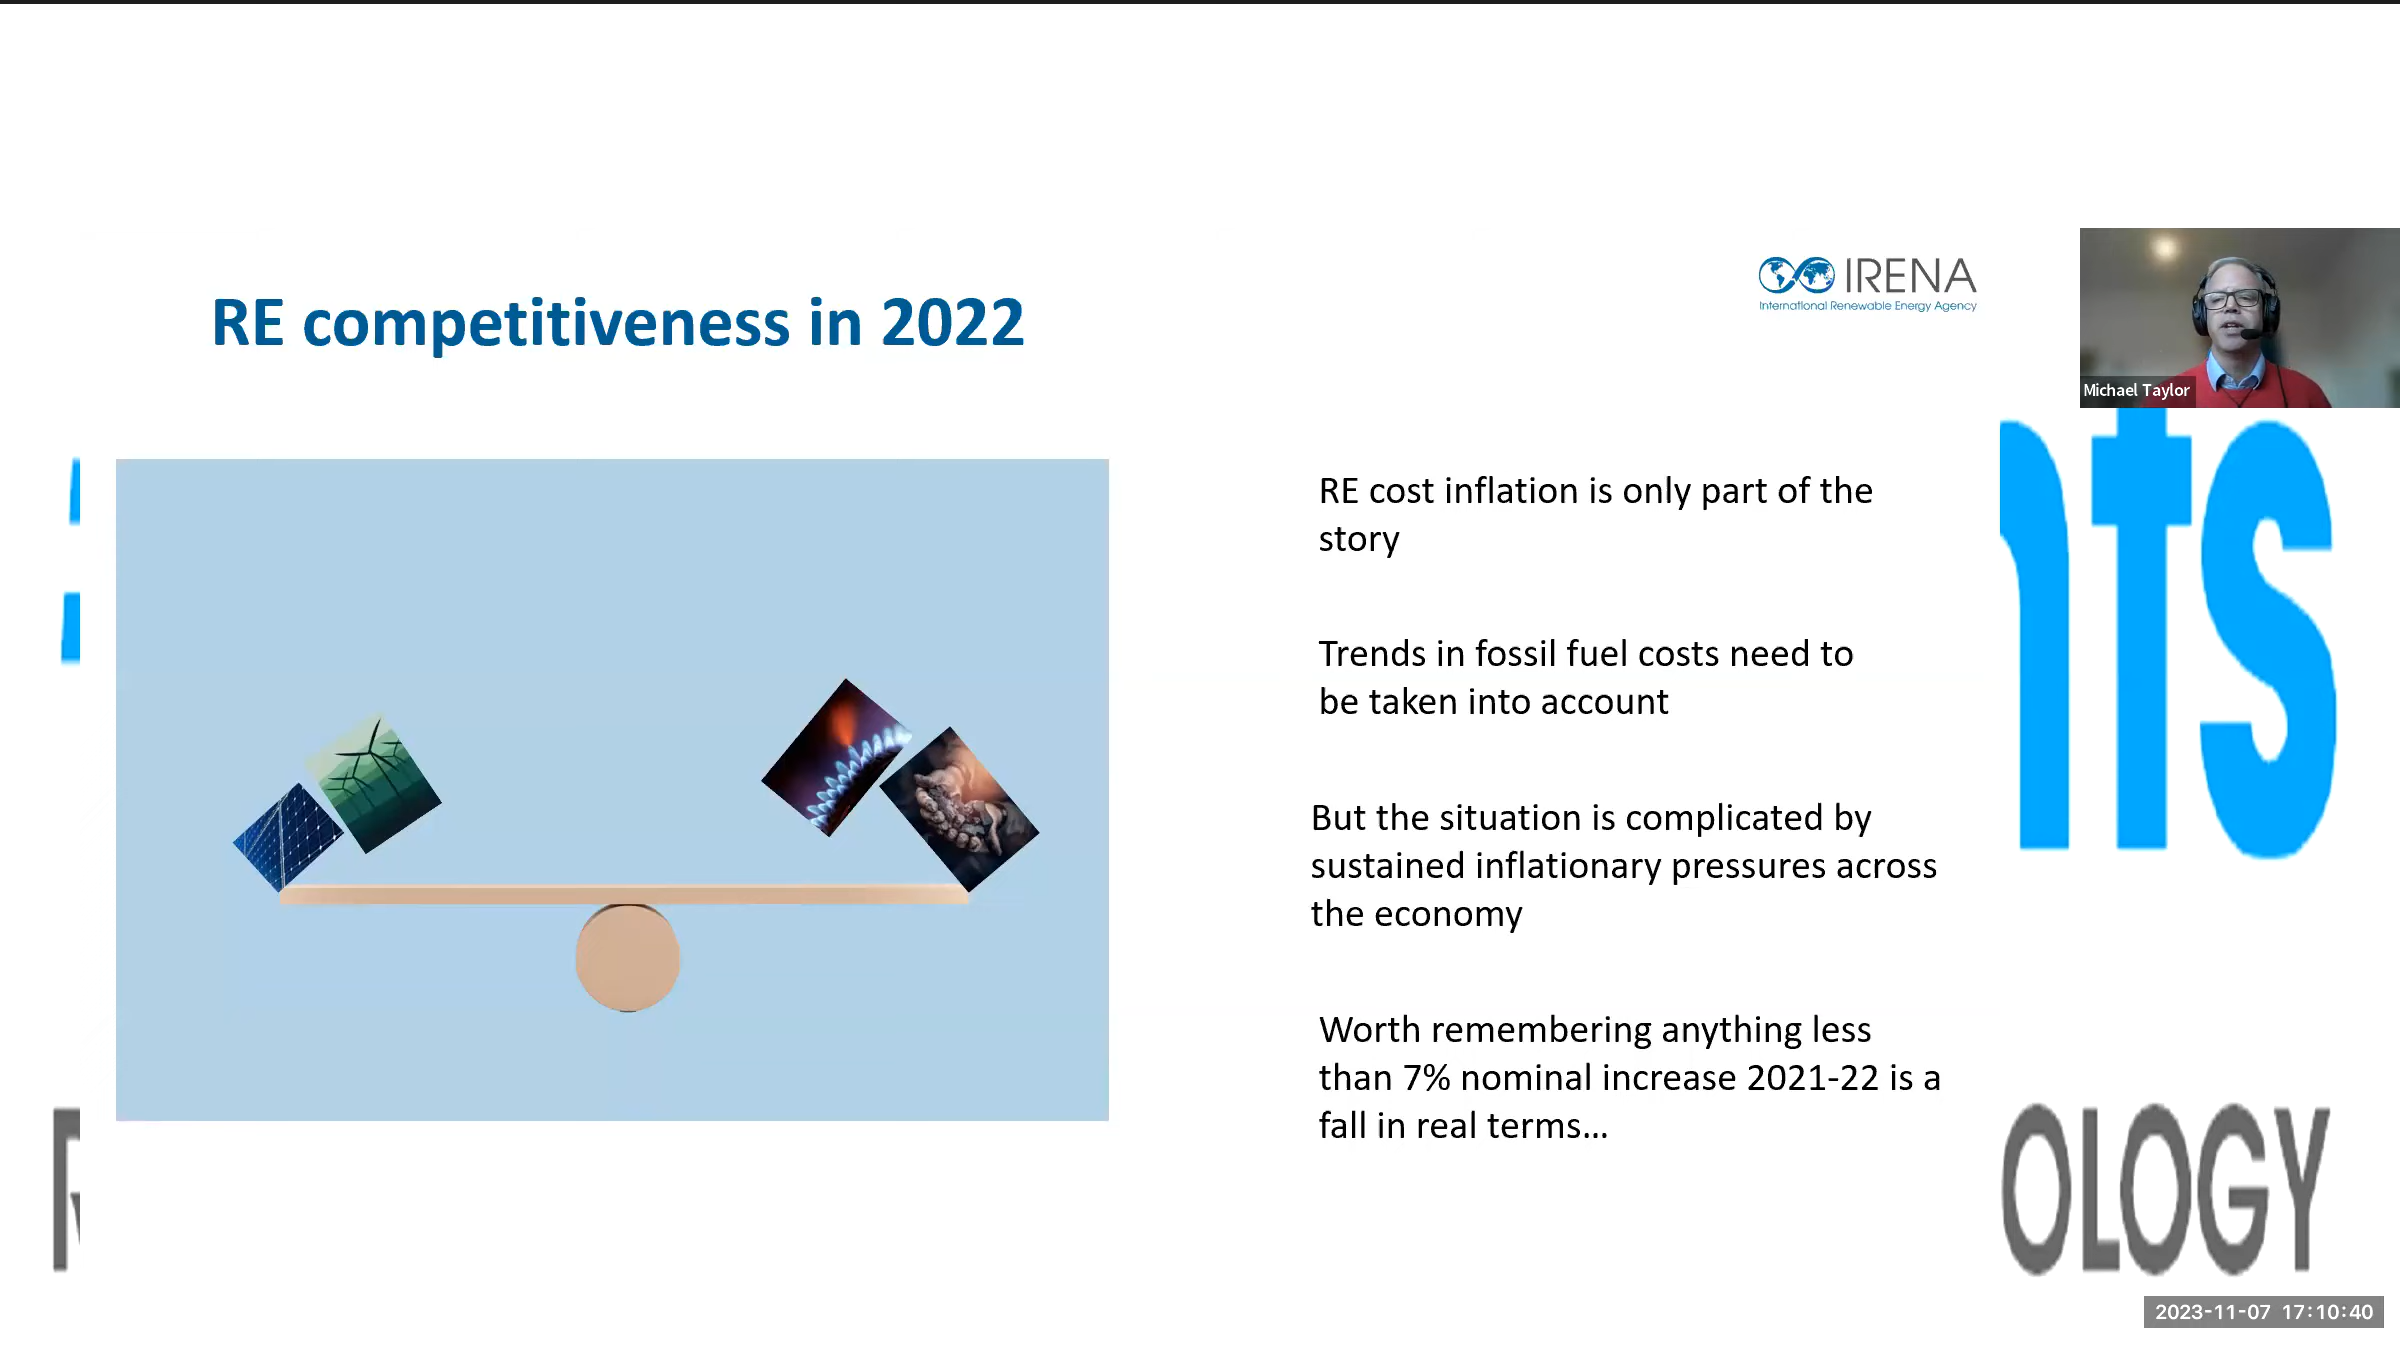 RE competitiveness in 2022
IRENA
International Renewable Energy Agency
Michael Taylor
RE cost inflation is only part of the
story
Trends in fossil fuel costs need to
be taken into account
But the situation is complicated by
sustained inflationary pressures across
the economy
Worth remembering anything less
than 7% nominal increase 2021-22 is a
fall in real terms…
nts
OLOGY
2023-11-07 17:10:40